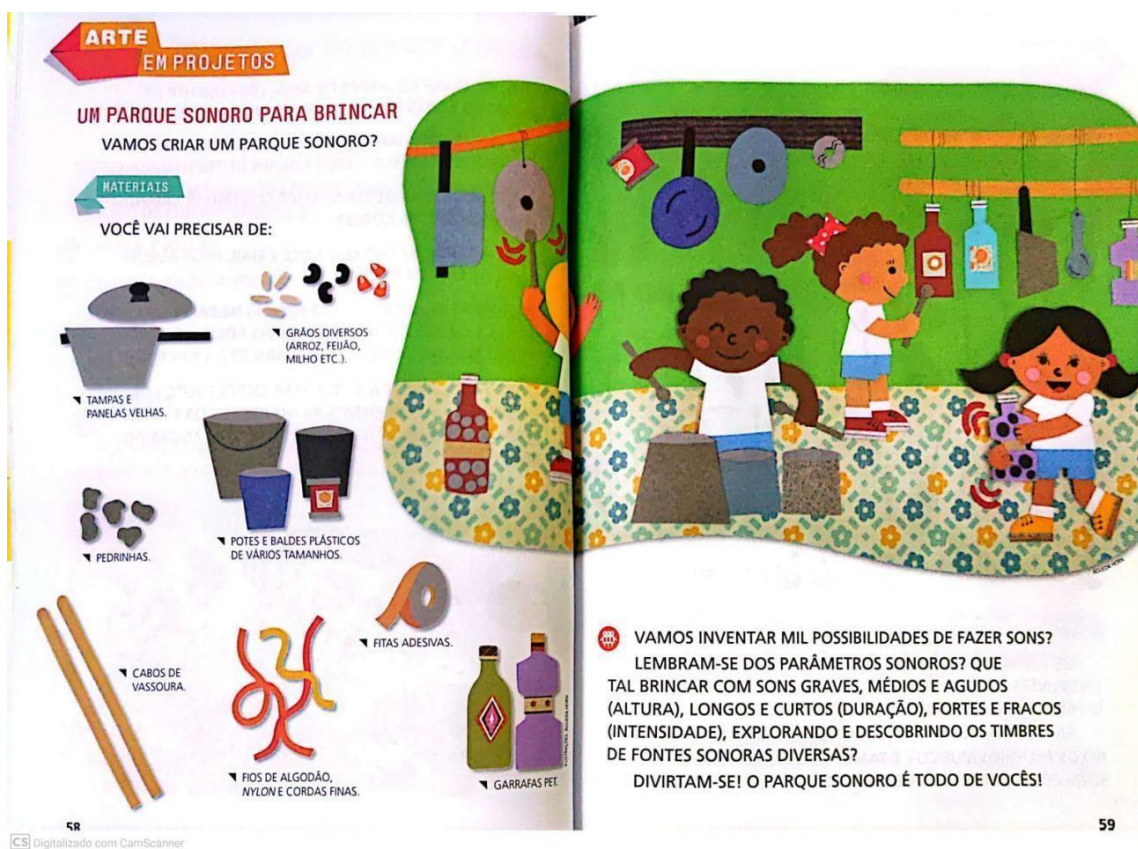 ARTE
EM PROJETOS
UM PARQUE SONORO PARA BRINCAR
VAMOS CRIAR UM PARQUE SONORO?
MATERIAIS
VOCÊ VAI PRECISAR DE:
GRÃOS DIVERSOS
(ARROZ, FEIJÃO,
MILHO ETC.).
TAMPAS E
PANELAS VELHAS.
PEDRINHAS.
POTES E BALDES PLÁSTICOS
DE VÁRIOS TAMANHOS.
FITAS ADESIVAS.
CABOS DE
VASSOURA.
FIOS DE ALGODÃO,
NYLON E CORDAS FINAS.
GARRAFAS PET.
58
VAMOS INVENTAR MIL POSSIBILIDADES DE FAZER SONS?
LEMBRAM-SE DOS PARÂMETROS SONOROS? QUE
TAL BRINCAR COM SONS GRAVES, MÉDIOS E AGUDOS
(ALTURA), LONGOS E CURTOS (DURAÇÃO), FORTES E FRACOS
(INTENSIDADE), EXPLORANDO E DESCOBRINDO OS TIMBRES
DE FONTES SONORAS DIVERSAS?
DIVIRTAM-SE! O PARQUE SONORO É TODO DE VOCÊS!
59
CS Digitalizado com CamScanner